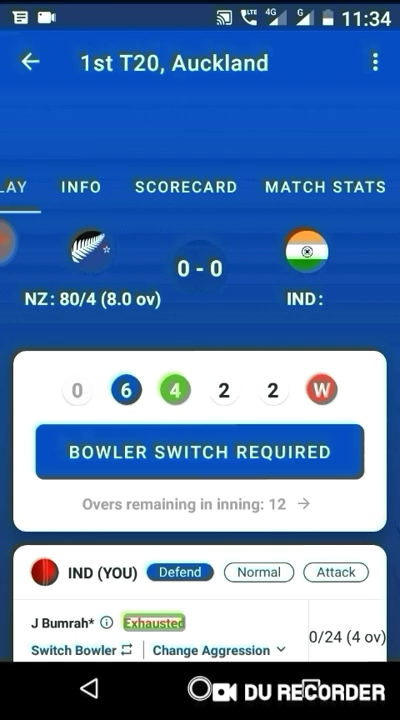 LTE 4G G 11:34
1st T20, Auckland
LAY INFO SCORECARD MATCH STATS
0 - 0
NZ: 80/4 (8.0 ov) IND:
0 6 4 2 2 W
BOWLER SWITCH REQUIRED
Overs remaining in inning: 12
IND (YOU) Defend Normal Attack
J Bumrah* Exhausted
0/24 (4 ov)
Switch Bowler Change Aggression
DU RECORDER